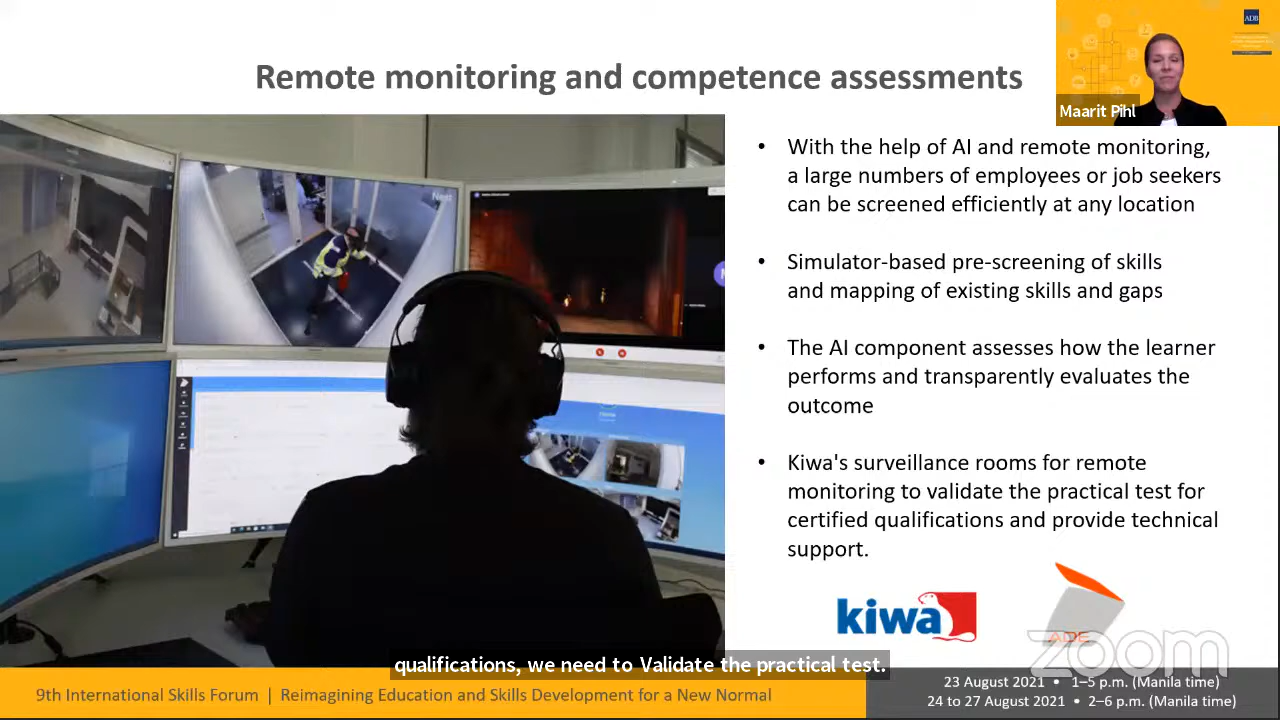 Remote monitoring and competence assessments
ADB
Maarit Pihl
• With the help of AI and remote monitoring,
a large numbers of employees or job seekers
can be screened efficiently at any location
• Simulator-based pre-screening of skills
and mapping of existing skills and gaps
• The AI component assesses how the learner
performs and transparently evaluates the
outcome
• Kiwa's surveillance rooms for remote
monitoring to validate the practical test for
certified qualifications and provide technical
support.
kiwa
ADE
zoom
qualifications, we need to Validate the practical test.
9th International Skills Forum | Reimagining Education and Skills Development for a New Normal
23 August 2021 • 1–5 p.m. (Manila time)
24 to 27 August 2021 • 2–6 p.m. (Manila time)